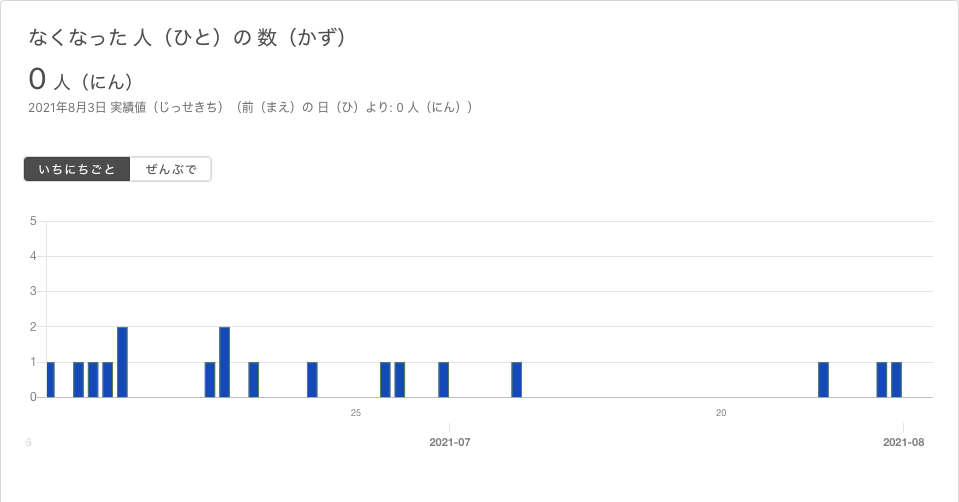 なくなった 人（ひと）の 数（かず）
0 人（にん）
2021年8月3日 実績値（じっせきち）（前（まえ）の 日（ひ）より: 0 人（にん））
いちにちごと ぜんぶで
5
4
3
2
1
0
25 20
6 2021-07 2021-08